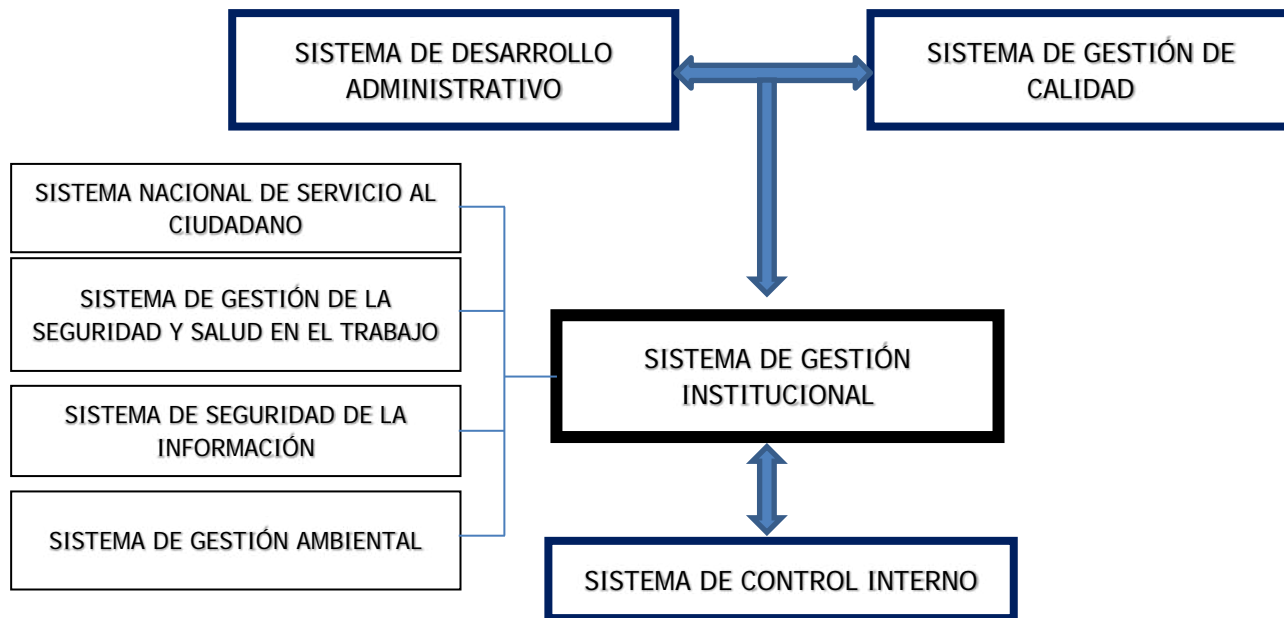 SISTEMA DE DESARROLLO
ADMINISTRATIVO
SISTEMA DE GESTIÓN DE
CALIDAD
SISTEMA NACIONAL DE SERVICIO AL
CIUDADANO
SISTEMA DE GESTIÓN DE LA
SEGURIDAD Y SALUD EN EL TRABAJO
SISTEMA DE SEGURIDAD DE LA
INFORMACIÓN
SISTEMA DE GESTIÓN AMBIENTAL
SISTEMA DE GESTIÓN
INSTITUCIONAL
SISTEMA DE CONTROL INTERNO